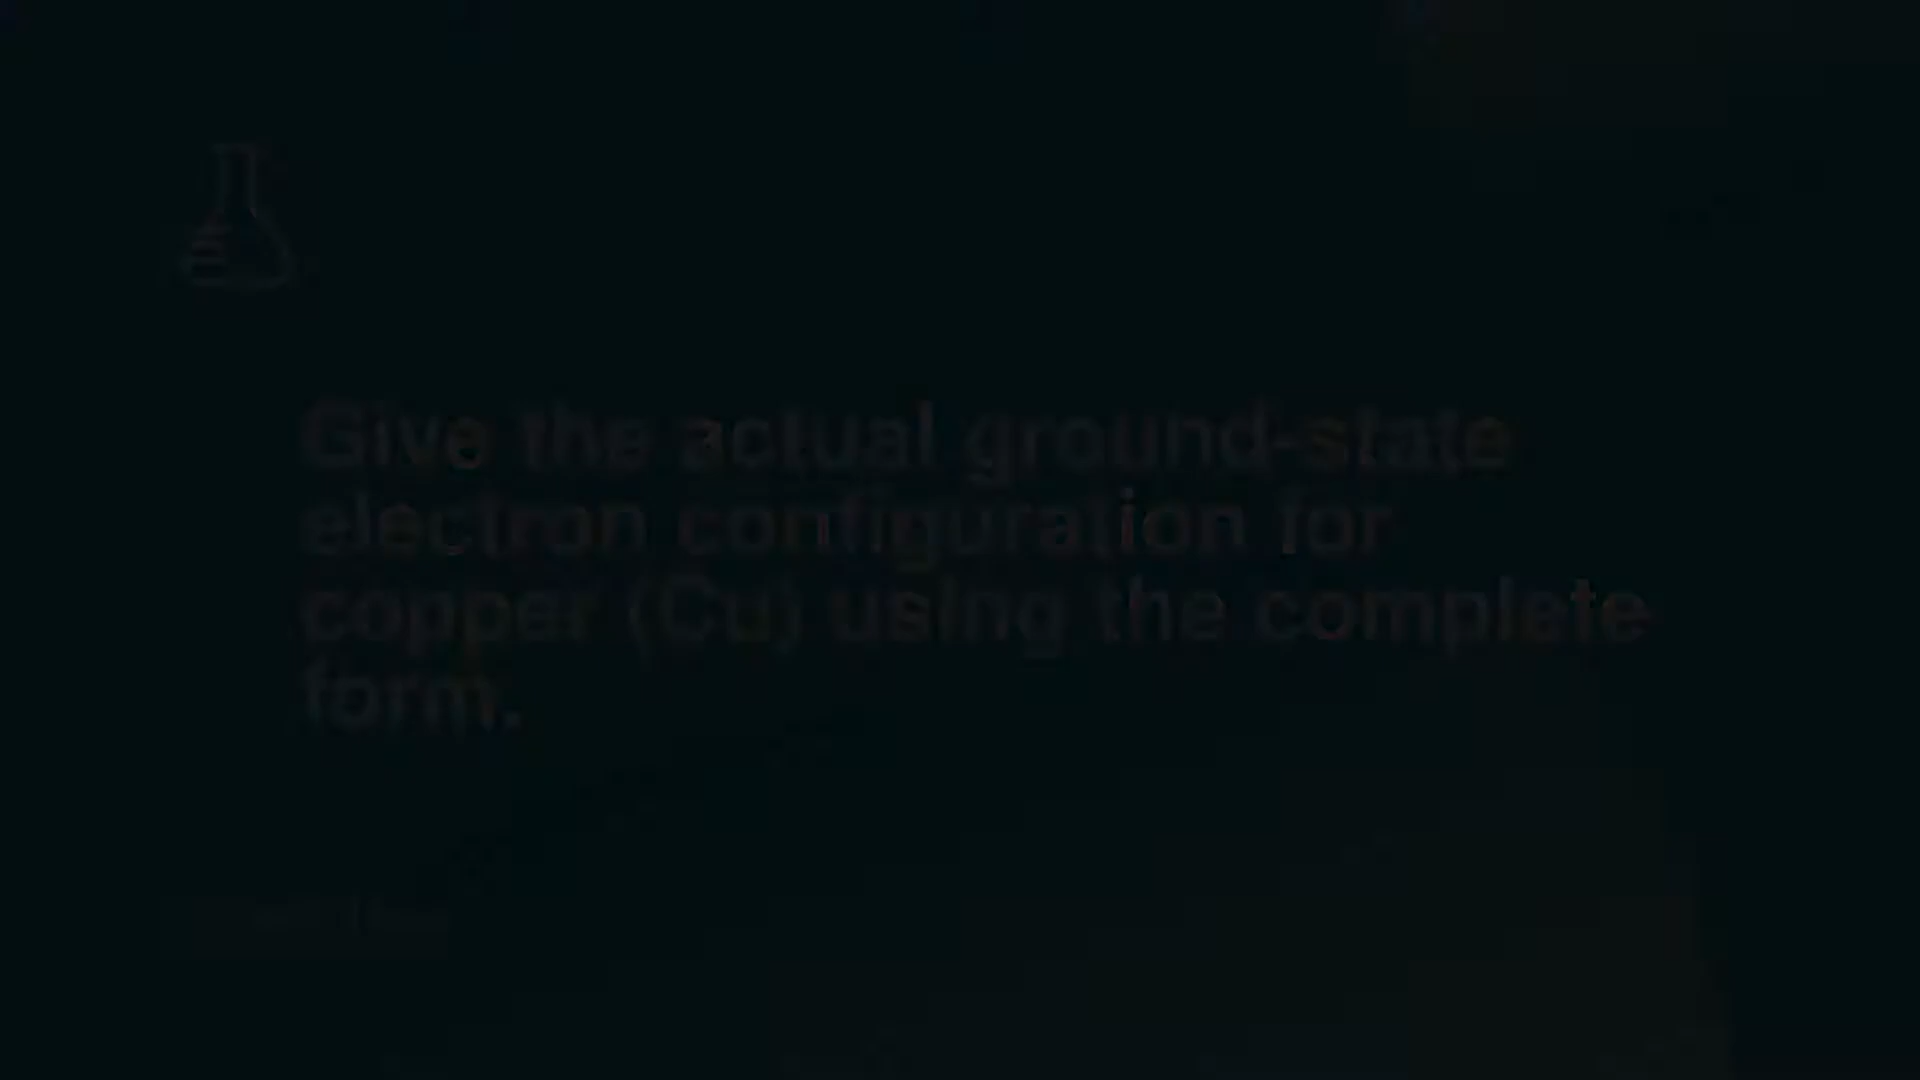 Give the actual ground-state
electron configuration for
copper (Cu) using the complete
form.